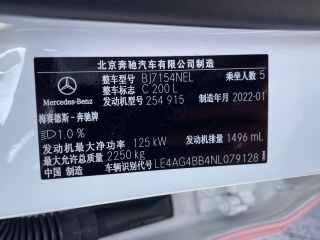 北京奔驰汽车有限公司制造
整车型号 BJ7154NEL 乘坐人数 5
整车标志 C 200 L
Mercedes-Benz 发动机型号 254 915 制造年月 2022-01
梅赛德斯-奔驰牌
1.0 %
发动机最大净功率 125 kW 发动机排量 1496 mL
最大允许总质量 2250 kg
中国 制造 车辆识别代号 LE4AG4BB4NL079128